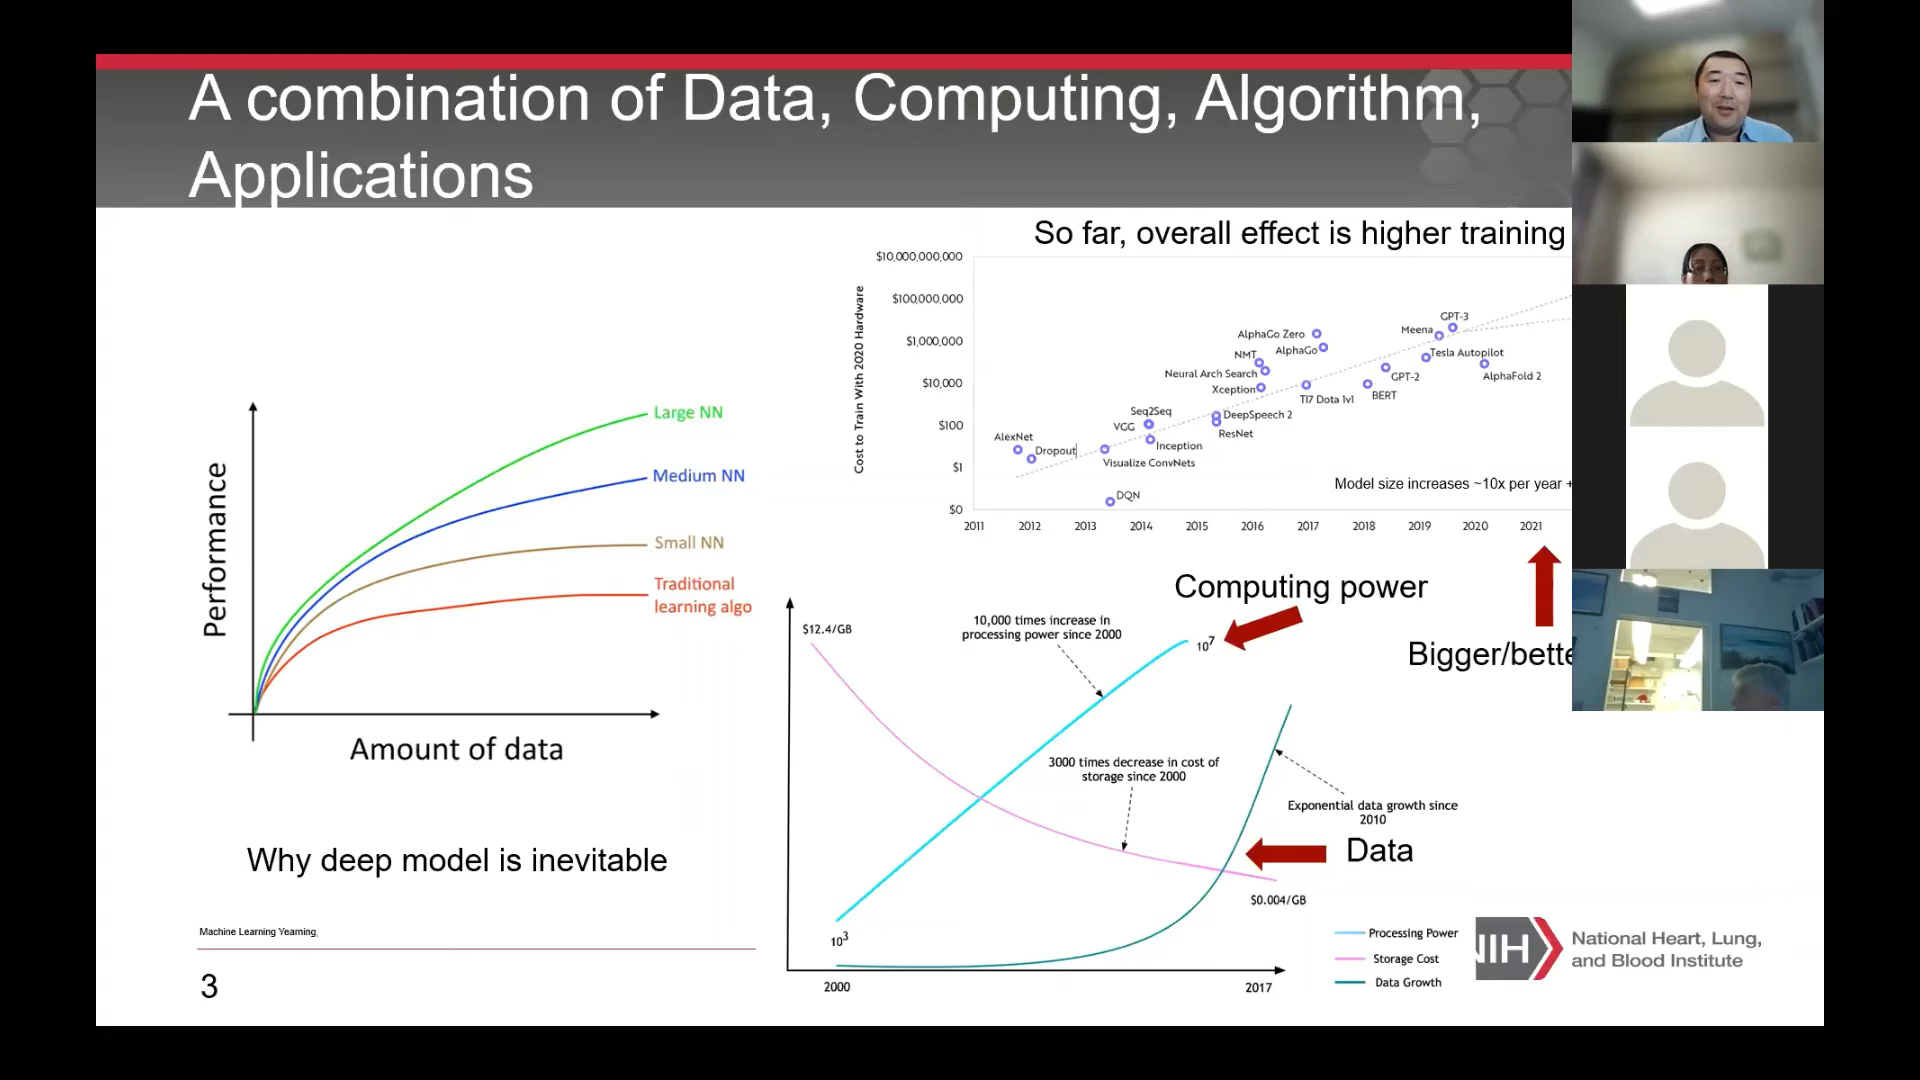 A combination of Data, Computing, Algorithm,
Applications
So far, overall effect is higher training
Cost to Train With 2020 Hardware
$10,000,000,000
$100,000,000
$1,000,000
$10,000
$100
$1
$0
AlexNet
Dropout
DQN
Visualize ConvNets
VGG
Seq2Seq
Inception
DeepSpeech 2
ResNet
Xception
Neural Arch Search
NMT
AlphaGo Zero
AlphaGo
TI7 Dota 1v1
BERT
GPT-2
Tesla Autopilot
Meena
GPT-3
AlphaFold 2
Model size increases ~10x per year +
2011 2012 2013 2014 2015 2016 2017 2018 2019 2020 2021
Performance
Large NN
Medium NN
Small NN
Traditional
learning algo
Amount of data
Why deep model is inevitable
Computing power
Bigger/bette
$12.4/GB
10,000 times increase in
processing power since 2000
10^7
3000 times decrease in cost of
storage since 2000
Exponential data growth since
2010
Data
$0.004/GB
10^3
2000
2017
Processing Power
Storage Cost
Data Growth
Machine Learning Yearning,
3
NIH
National Heart, Lung,
and Blood Institute